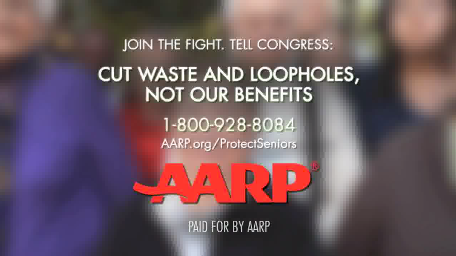 JOIN THE FIGHT. TELL CONGRESS:
CUT WASTE AND LOOPHOLES,
NOT OUR BENEFITS
1-800-928-8084
AARP.org/ProtectSeniors
AARP®
PAID FOR BY AARP